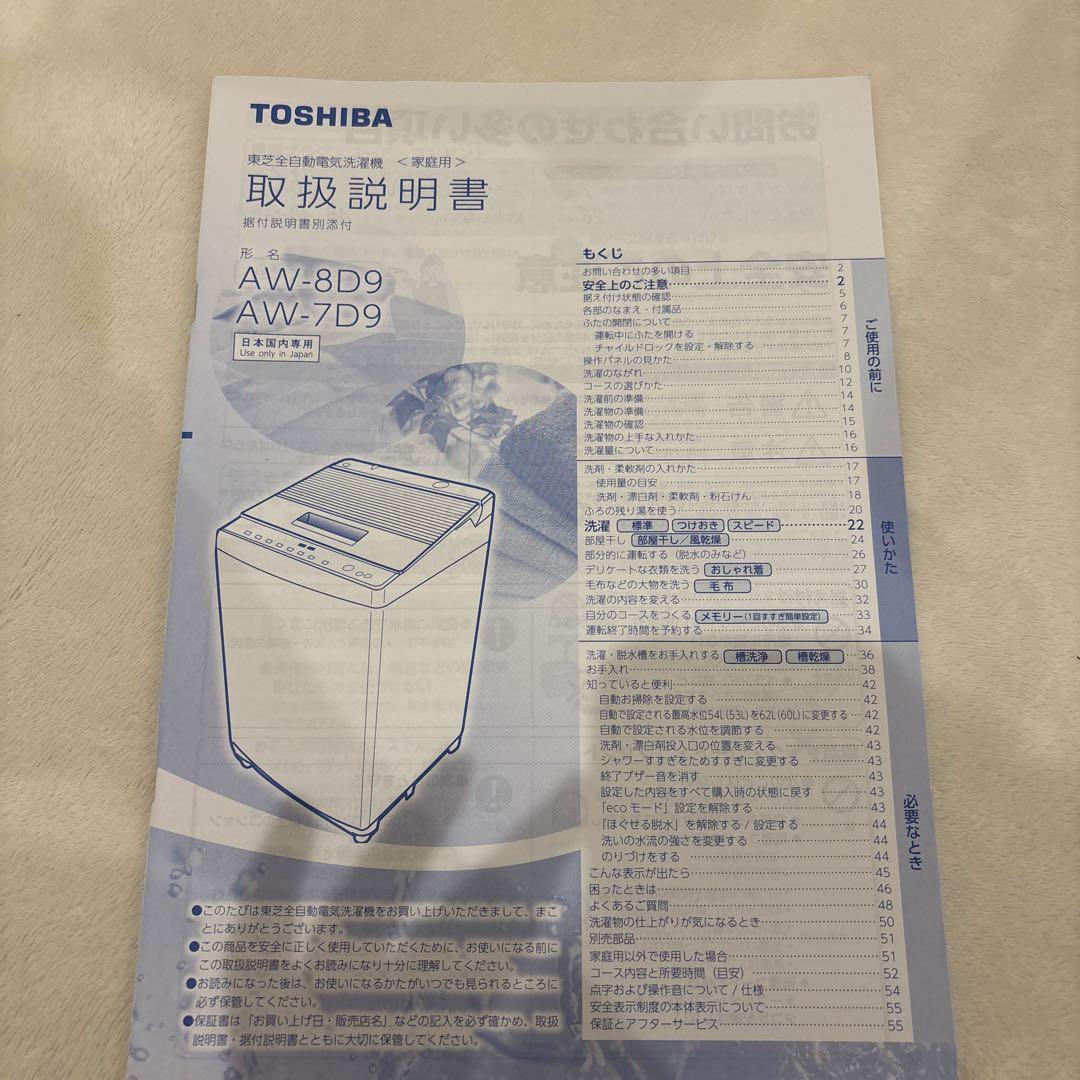 TOSHIBA
東芝全自動電気洗濯機 ＜家庭用＞
取扱説明書
据付説明書別添付
形 名
AW-8D9
AW-7D9
日本国内専用
Use only in Japan
もくじ
お問い合わせの多い項目 2
安全上のご注意 2
据え付け状態の確認 5
各部のなまえ・付属品 6
ふたの開閉について 7
運転中にふたを開ける 7
チャイルドロックを設定・解除する 7
操作パネルの見かた 8
洗濯のながれ 10
コースの選びかた 12
洗濯前の準備 14
洗濯物の準備 14
洗濯物の確認 15
洗濯物の上手な入れかた 16
洗濯量について 16
ご使用の前に
洗剤・柔軟剤の入れかた 17
使用量の目安 17
洗剤・漂白剤・柔軟剤・粉石けん 18
ふろの残り湯を使う 20
洗濯 標準 つけおき スピード 22
部屋干し 部屋干し／風乾燥 24
部分的に運転する（脱水のみなど） 26
デリケートな衣類を洗う おしゃれ着 27
毛布などの大物を洗う 毛布 30
洗濯の内容を変える 32
自分のコースをつくる メモリー（1回すすぎ簡単設定） 33
運転終了時間を予約する 34
使いかた
洗濯・脱水槽をお手入れする 槽洗浄 槽乾燥 36
お手入れ 38
知っていると便利 42
自動お掃除を設定する 42
自動で設定される最高水位54L（53L）を62L（60L）に変更する 42
自動で設定される水位を調節する 42
洗剤・漂白剤投入口の位置を変える 43
シャワーすすぎをためすすぎに変更する 43
終了ブザー音を消す 43
設定した内容をすべて購入時の状態に戻す 43
「eco モード」設定を解除する 43
「ほぐせる脱水」を解除する / 設定する 44
洗いの水流の強さを変更する 44
のりづけをする 44
こんな表示が出たら 45
困ったときは 46
よくあるご質問 48
洗濯物の仕上がりが気になるとき 50
別売部品 51
家庭用以外で使用した場合 51
コース内容と所要時間（目安） 52
点字および操作音について / 仕様 54
安全表示制度の本体表示について 55
保証とアフターサービス 55
必要なとき
●このたびは東芝全自動電気洗濯機をお買い上げいただきまして、まこ
とにありがとうございます。
●この商品を安全に正しく使用していただくために、お使いになる前に
この取扱説明書をよくお読みになり十分に理解してください。
●お読みになった後は、お使いになるかたがいつでも見られるところに
必ず保管してください。
●保証書は「お買い上げ日・販売店名」などの記入を必ず確かめ、取扱
説明書・据付説明書とともに大切に保管してください。